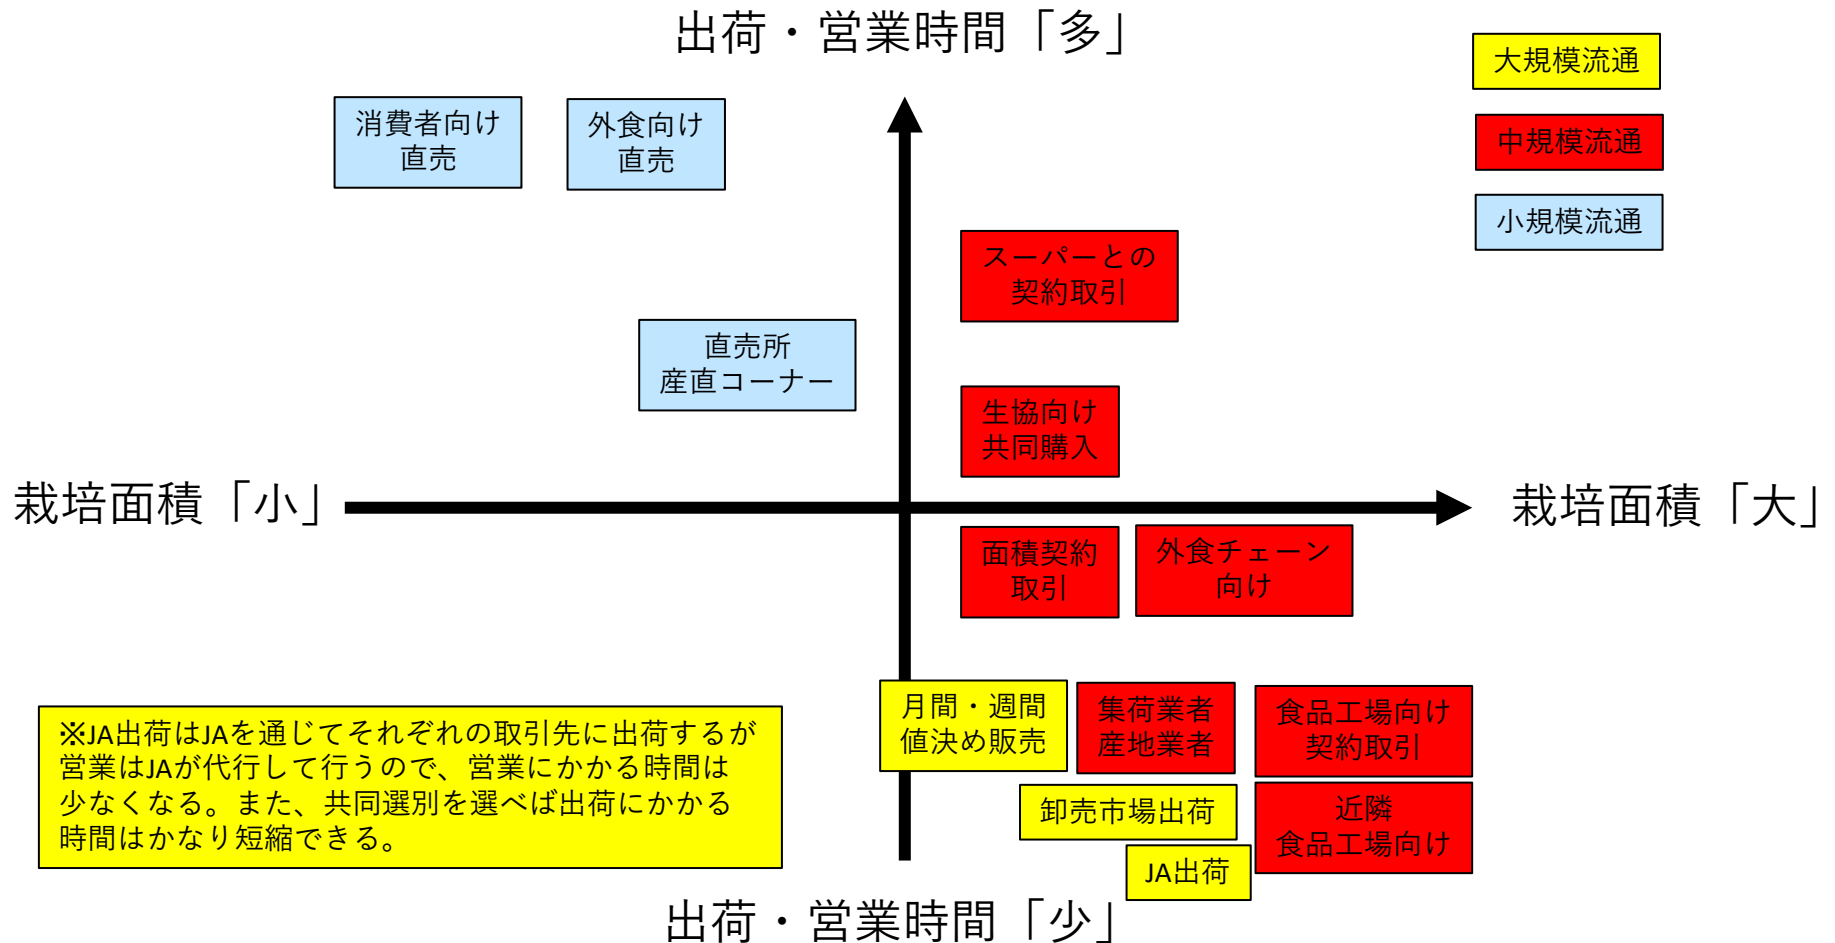 出荷・営業時間「多」
大規模流通
中規模流通
小規模流通
消費者向け
直売
外食向け
直売
スーパーとの
契約取引
直売所
産直コーナー
生協向け
共同購入
栽培面積「小」
栽培面積「大」
面積契約
取引
外食チェーン
向け
月間・週間
値決め販売
集荷業者
産地業者
食品工場向け
契約取引
卸売市場出荷
近隣
食品工場向け
JA出荷
※JA出荷はJAを通じてそれぞれの取引先に出荷するが
営業はJAが代行して行うので、営業にかかる時間は
少なくなる。また、共同選別を選べば出荷にかかる
時間はかなり短縮できる。
出荷・営業時間「少」